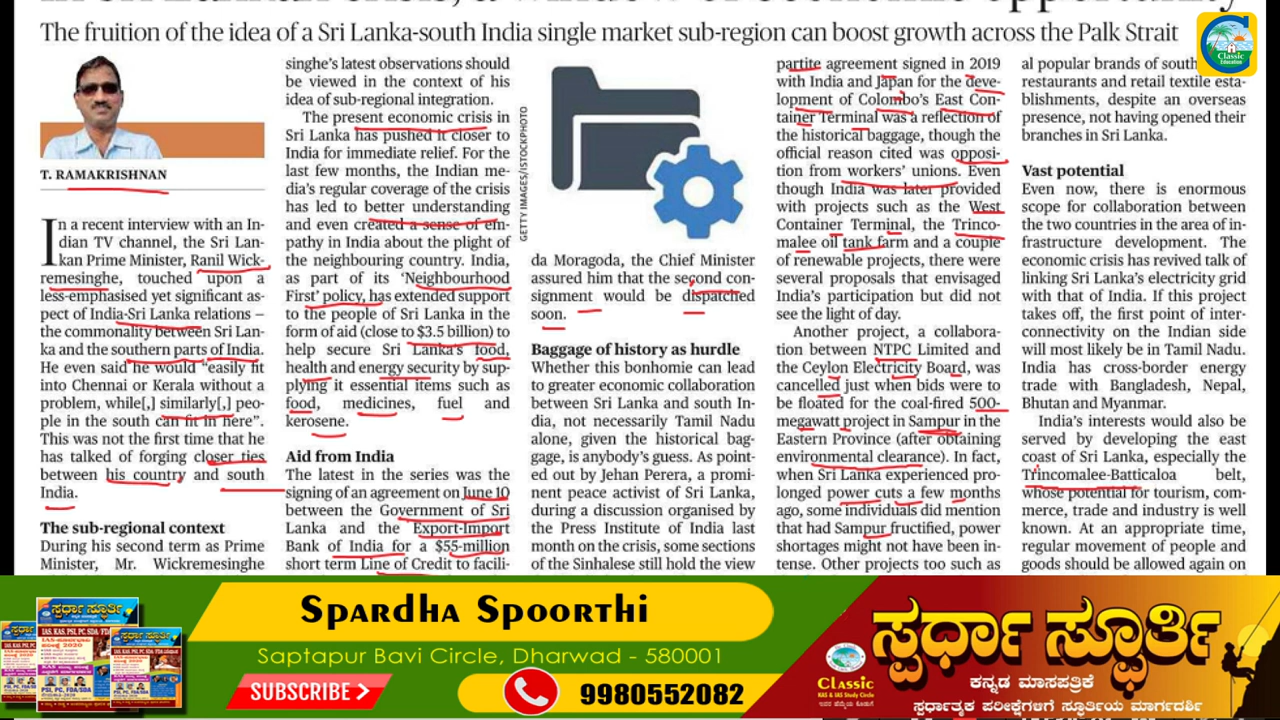 in Sri Lankan crisis, a window of economic opportunity
The fruition of the idea of a Sri Lanka-south India single market sub-region can boost growth across the Palk Strait
Classic
Education
T. RAMAKRISHNAN
In a recent interview with an In-
dian TV channel, the Sri Lan-
kan Prime Minister, Ranil Wick-
remesinghe, touched upon a
less-emphasised yet significant as-
pect of India-Sri Lanka relations –
the commonality between Sri Lan-
ka and the southern parts of India.
He even said he would “easily fit
into Chennai or Kerala without a
problem, while[,] similarly[,] peo-
ple in the south can fit in here”.
This was not the first time that he
has talked of forging closer ties
between his country and south
India.
The sub-regional context
During his second term as Prime
Minister, Mr. Wickremesinghe
singhe’s latest observations should
be viewed in the context of his
idea of sub-regional integration.
The present economic crisis in
Sri Lanka has pushed it closer to
India for immediate relief. For the
last few months, the Indian me-
dia’s regular coverage of the crisis
has led to better understanding
and even created a sense of em-
pathy in India about the plight of
the neighbouring country. India,
as part of its ‘Neighbourhood
First’ policy, has extended support
to the people of Sri Lanka in the
form of aid (close to $3.5 billion) to
help secure Sri Lanka’s food,
health and energy security by sup-
plying it essential items such as
food, medicines, fuel and
kerosene.
Aid from India
The latest in the series was the
signing of an agreement on June 10
between the Government of Sri
Lanka and the Export-Import
Bank of India for a $55-million
short term Line of Credit to facili-
GETTY IMAGES/ISTOCKPHOTO
da Moragoda, the Chief Minister
assured him that the second con-
signment would be dispatched
soon.
Baggage of history as hurdle
Whether this bonhomie can lead
to greater economic collaboration
between Sri Lanka and south In-
dia, not necessarily Tamil Nadu
alone, given the historical bag-
gage, is anybody’s guess. As point-
ed out by Jehan Perera, a promi-
nent peace activist of Sri Lanka,
during a discussion organised by
the Press Institute of India last
month on the crisis, some sections
of the Sinhalese still hold the view
partite agreement signed in 2019
with India and Japan for the deve-
lopment of Colombo’s East Con-
tainer Terminal was a reflection of
the historical baggage, though the
official reason cited was opposi-
tion from workers’ unions. Even
though India was later provided
with projects such as the West
Container Terminal, the Trinco-
malee oil tank farm and a couple
of renewable projects, there were
several proposals that envisaged
India’s participation but did not
see the light of day.
Another project, a collabora-
tion between NTPC Limited and
the Ceylon Electricity Board, was
cancelled just when bids were to
be floated for the coal-fired 500-
megawatt project in Sampur in the
Eastern Province (after obtaining
environmental clearance). In fact,
when Sri Lanka experienced pro-
longed power cuts a few months
ago, some individuals did mention
that had Sampur fructified, power
shortages might not have been in-
tense. Other projects too such as
al popular brands of south
restaurants and retail textile esta-
blishments, despite an overseas
presence, not having opened their
branches in Sri Lanka.
Vast potential
Even now, there is enormous
scope for collaboration between
the two countries in the area of in-
frastructure development. The
economic crisis has revived talk of
linking Sri Lanka’s electricity grid
with that of India. If this project
takes off, the first point of inter-
connectivity on the Indian side
will most likely be in Tamil Nadu.
India has cross-border energy
trade with Bangladesh, Nepal,
Bhutan and Myanmar.
India’s interests would also be
served by developing the east
coast of Sri Lanka, especially the
Trincomalee-Batticaloa belt,
whose potential for tourism, com-
merce, trade and industry is well
known. At an appropriate time,
regular movement of people and
goods should be allowed again on
ಸ್ಪರ್ಧಾ ಸ್ಫೂರ್ತಿ
Spardha Spoorthi
Saptapur Bavi Circle, Dharwad - 580001
SUBSCRIBE
9980552082
Classic
KAS & IAS Study Circle
ಸ್ಪರ್ಧಾ ಸ್ಫೂರ್ತಿ
ಕನ್ನಡ ಮಾಸಪತ್ರಿಕೆ
ಸ್ಪರ್ಧಾತ್ಮಕ ಪರೀಕ್ಷೆಗಳಿಗೆ ಸ್ಫೂರ್ತಿಯ ಮಾರ್ಗದರ್ಶಿ